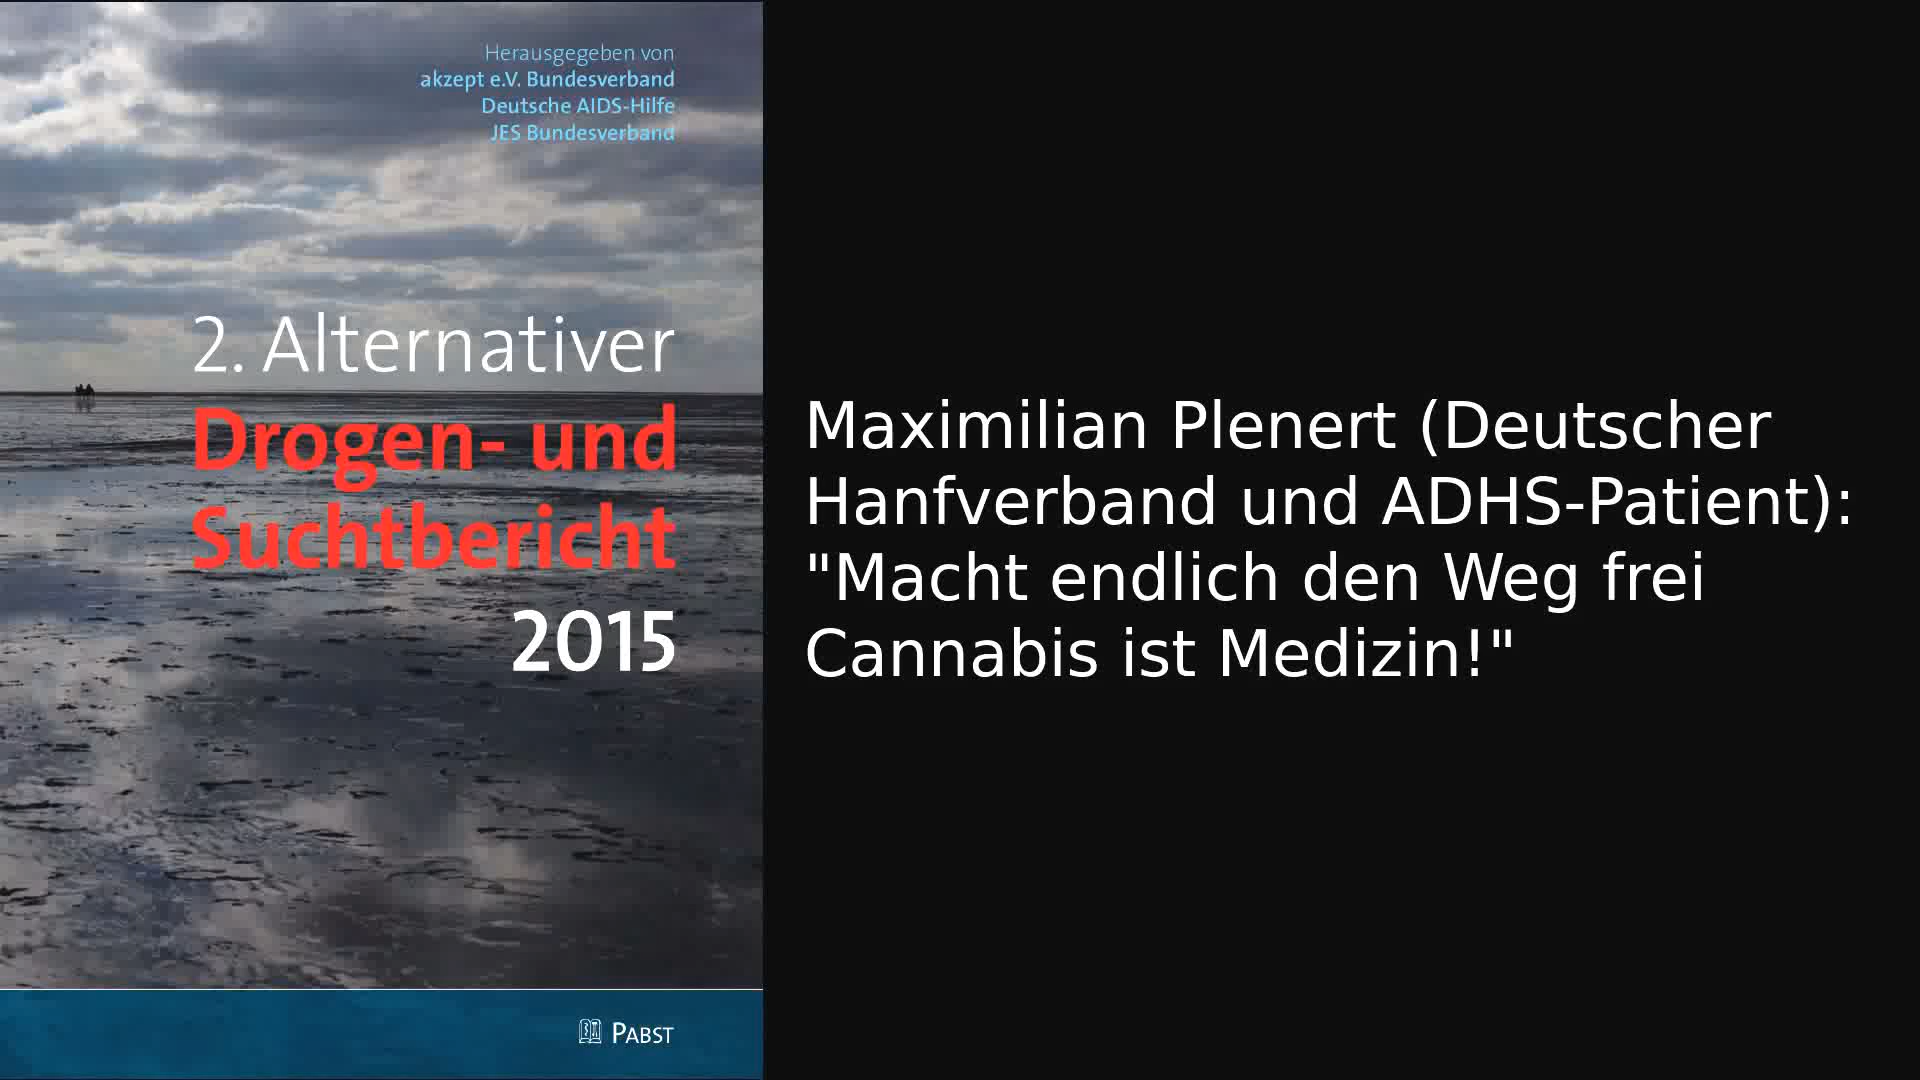 Herausgegeben von
akzept e.V. Bundesverband
Deutsche AIDS-Hilfe
JES Bundesverband
2. Alternativer
Drogen- und
Suchtbericht
2015
PABST
Maximilian Plenert (Deutscher
Hanfverband und ADHS-Patient):
"Macht endlich den Weg frei
Cannabis ist Medizin!"